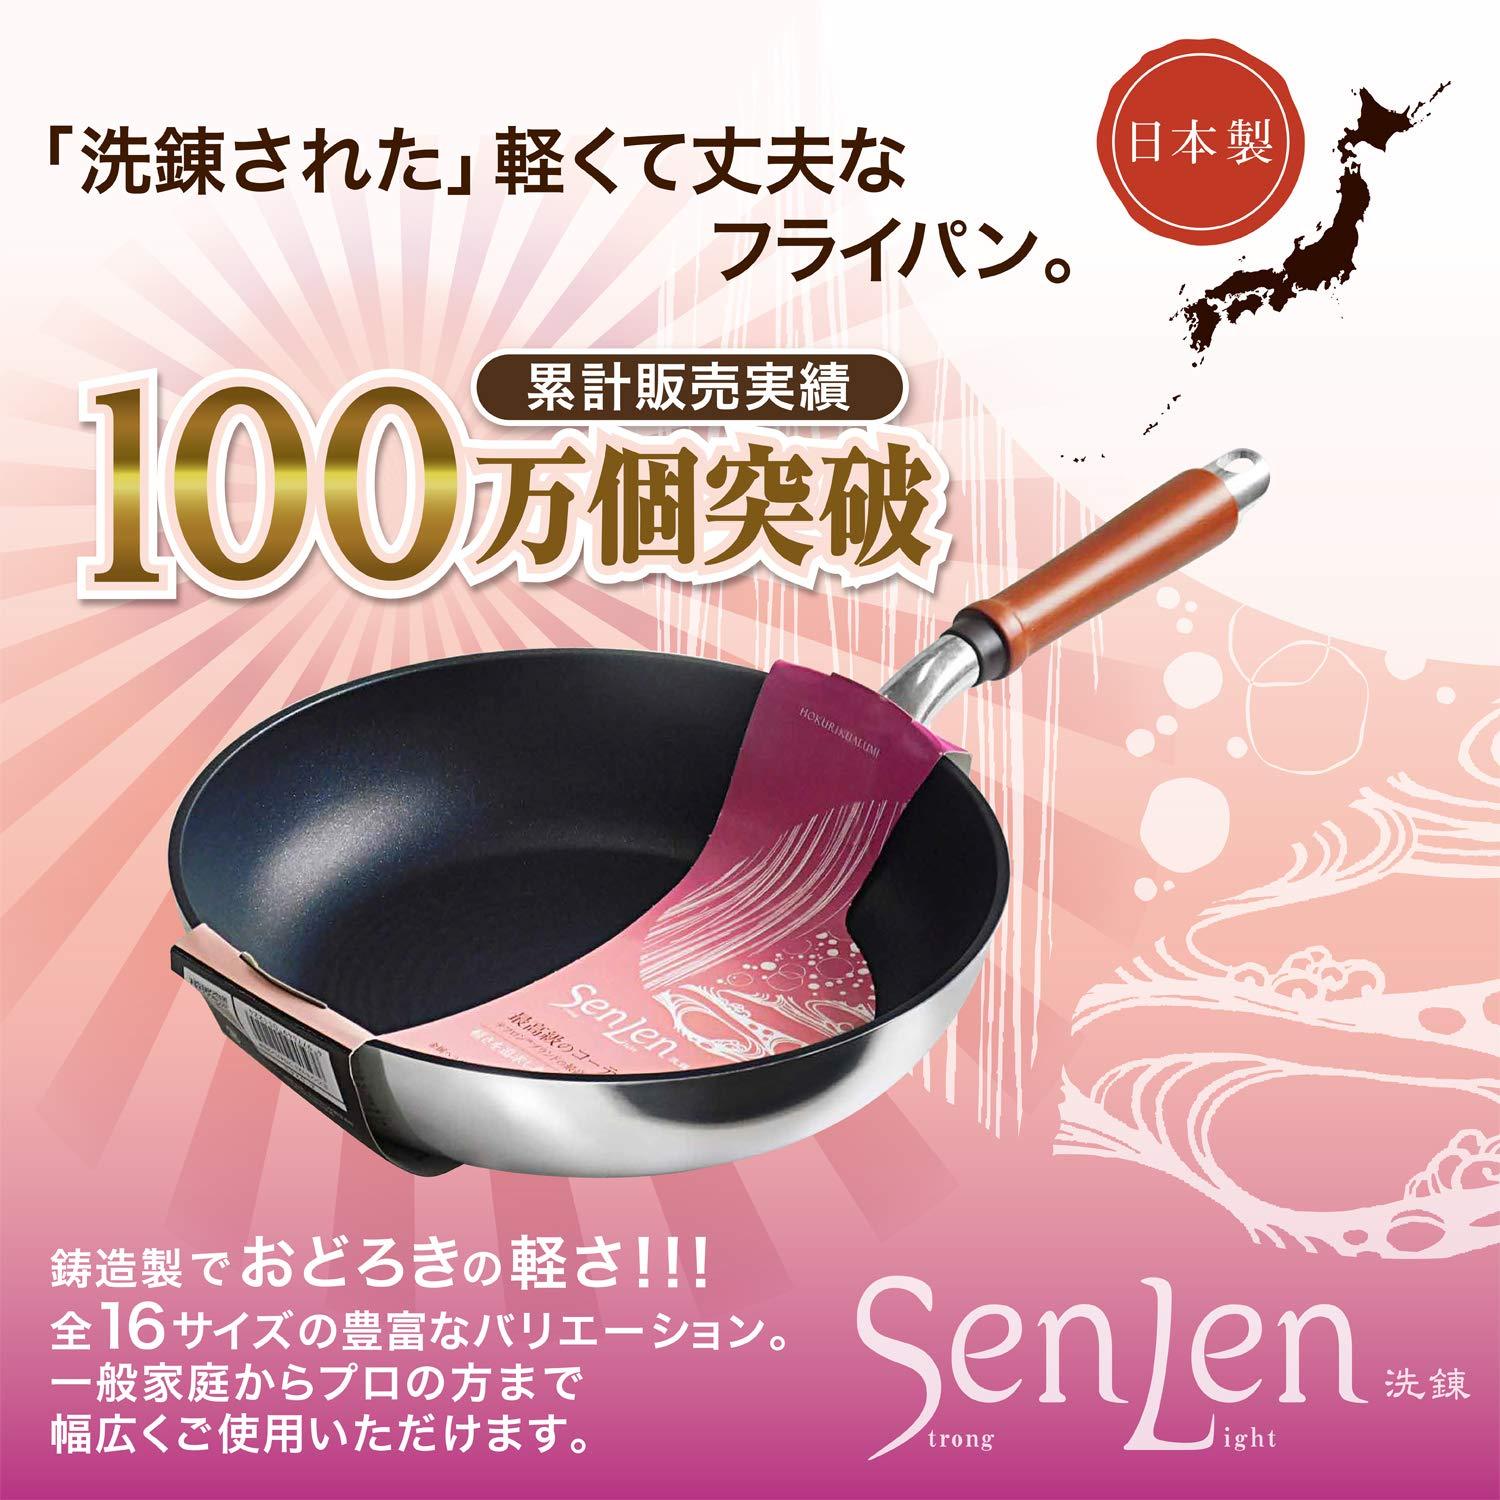 「洗錬された」軽くて丈夫な
フライパン。
日本製
累計販売実績
100万個突破
HOKURIKUALUMI
SenLen
最高級のコーテ
鋳造製でおどろきの軽さ!!!
全16サイズの豊富なバリエーション。
一般家庭からプロの方まで
幅広くご使用いただけます。
SenLen 洗錬
Strong Light